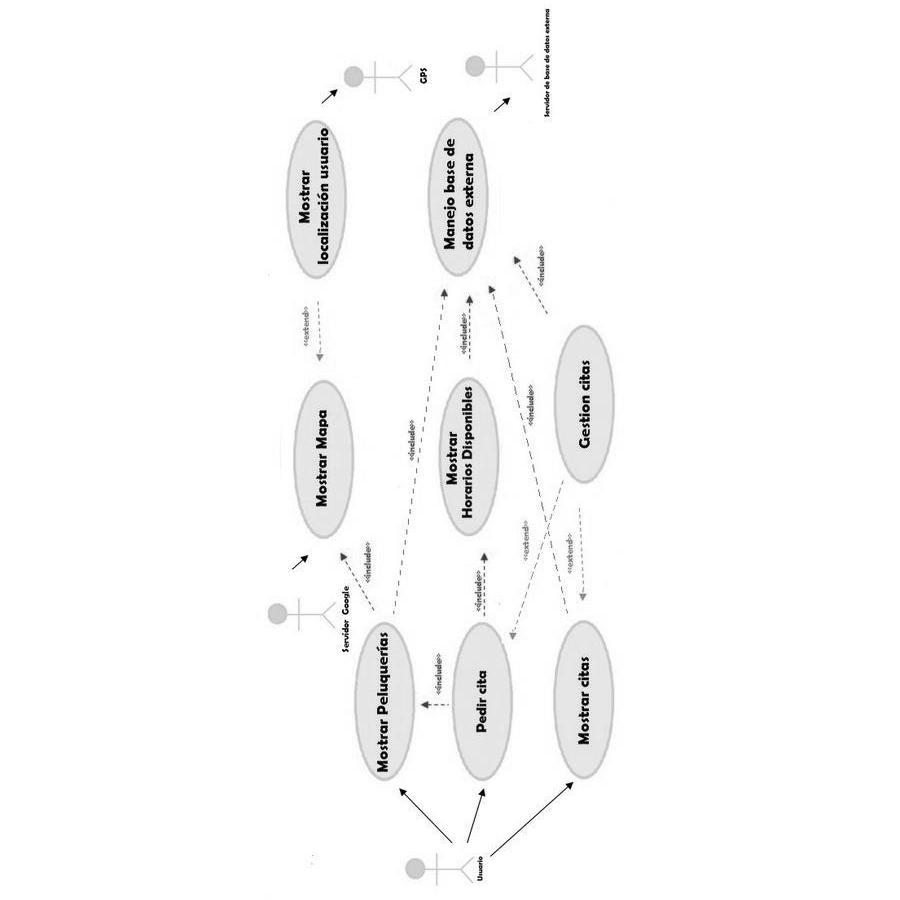 Usuario
Mostrar Peluquerías
Pedir cita
Mostrar citas
<<include>>
Servidor Google
<<include>>
<<include>>
<<include>>
<<extend>>
<<extend>>
<<include>>
Mostrar Mapa
Mostrar
Horarios Disponibles
Gestion citas
<<extend>>
<<include>>
<<include>>
<<include>>
Mostrar
localización usuario
Manejo base de
datos externa
GPS
Servidor de base de datos externa